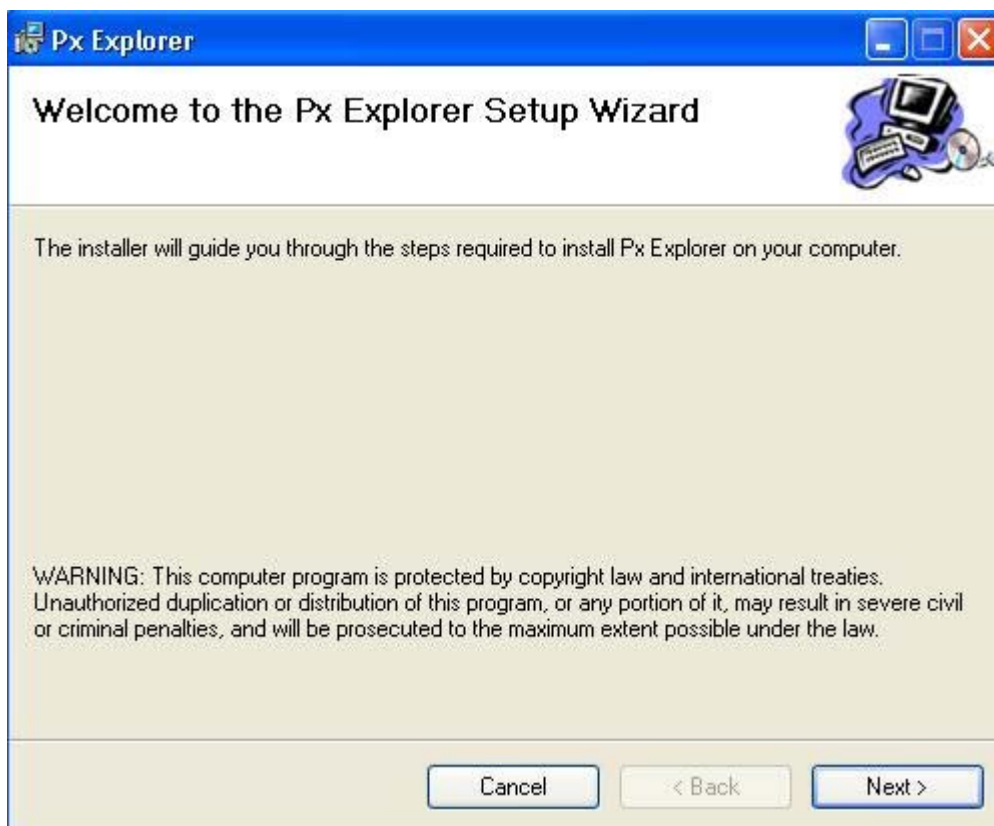 Px Explorer
Welcome to the Px Explorer Setup Wizard
The installer will guide you through the steps required to install Px Explorer on your computer.
WARNING: This computer program is protected by copyright law and international treaties.
Unauthorized duplication or distribution of this program, or any portion of it, may result in severe civil
or criminal penalties, and will be prosecuted to the maximum extent possible under the law.
Cancel
< Back
Next >